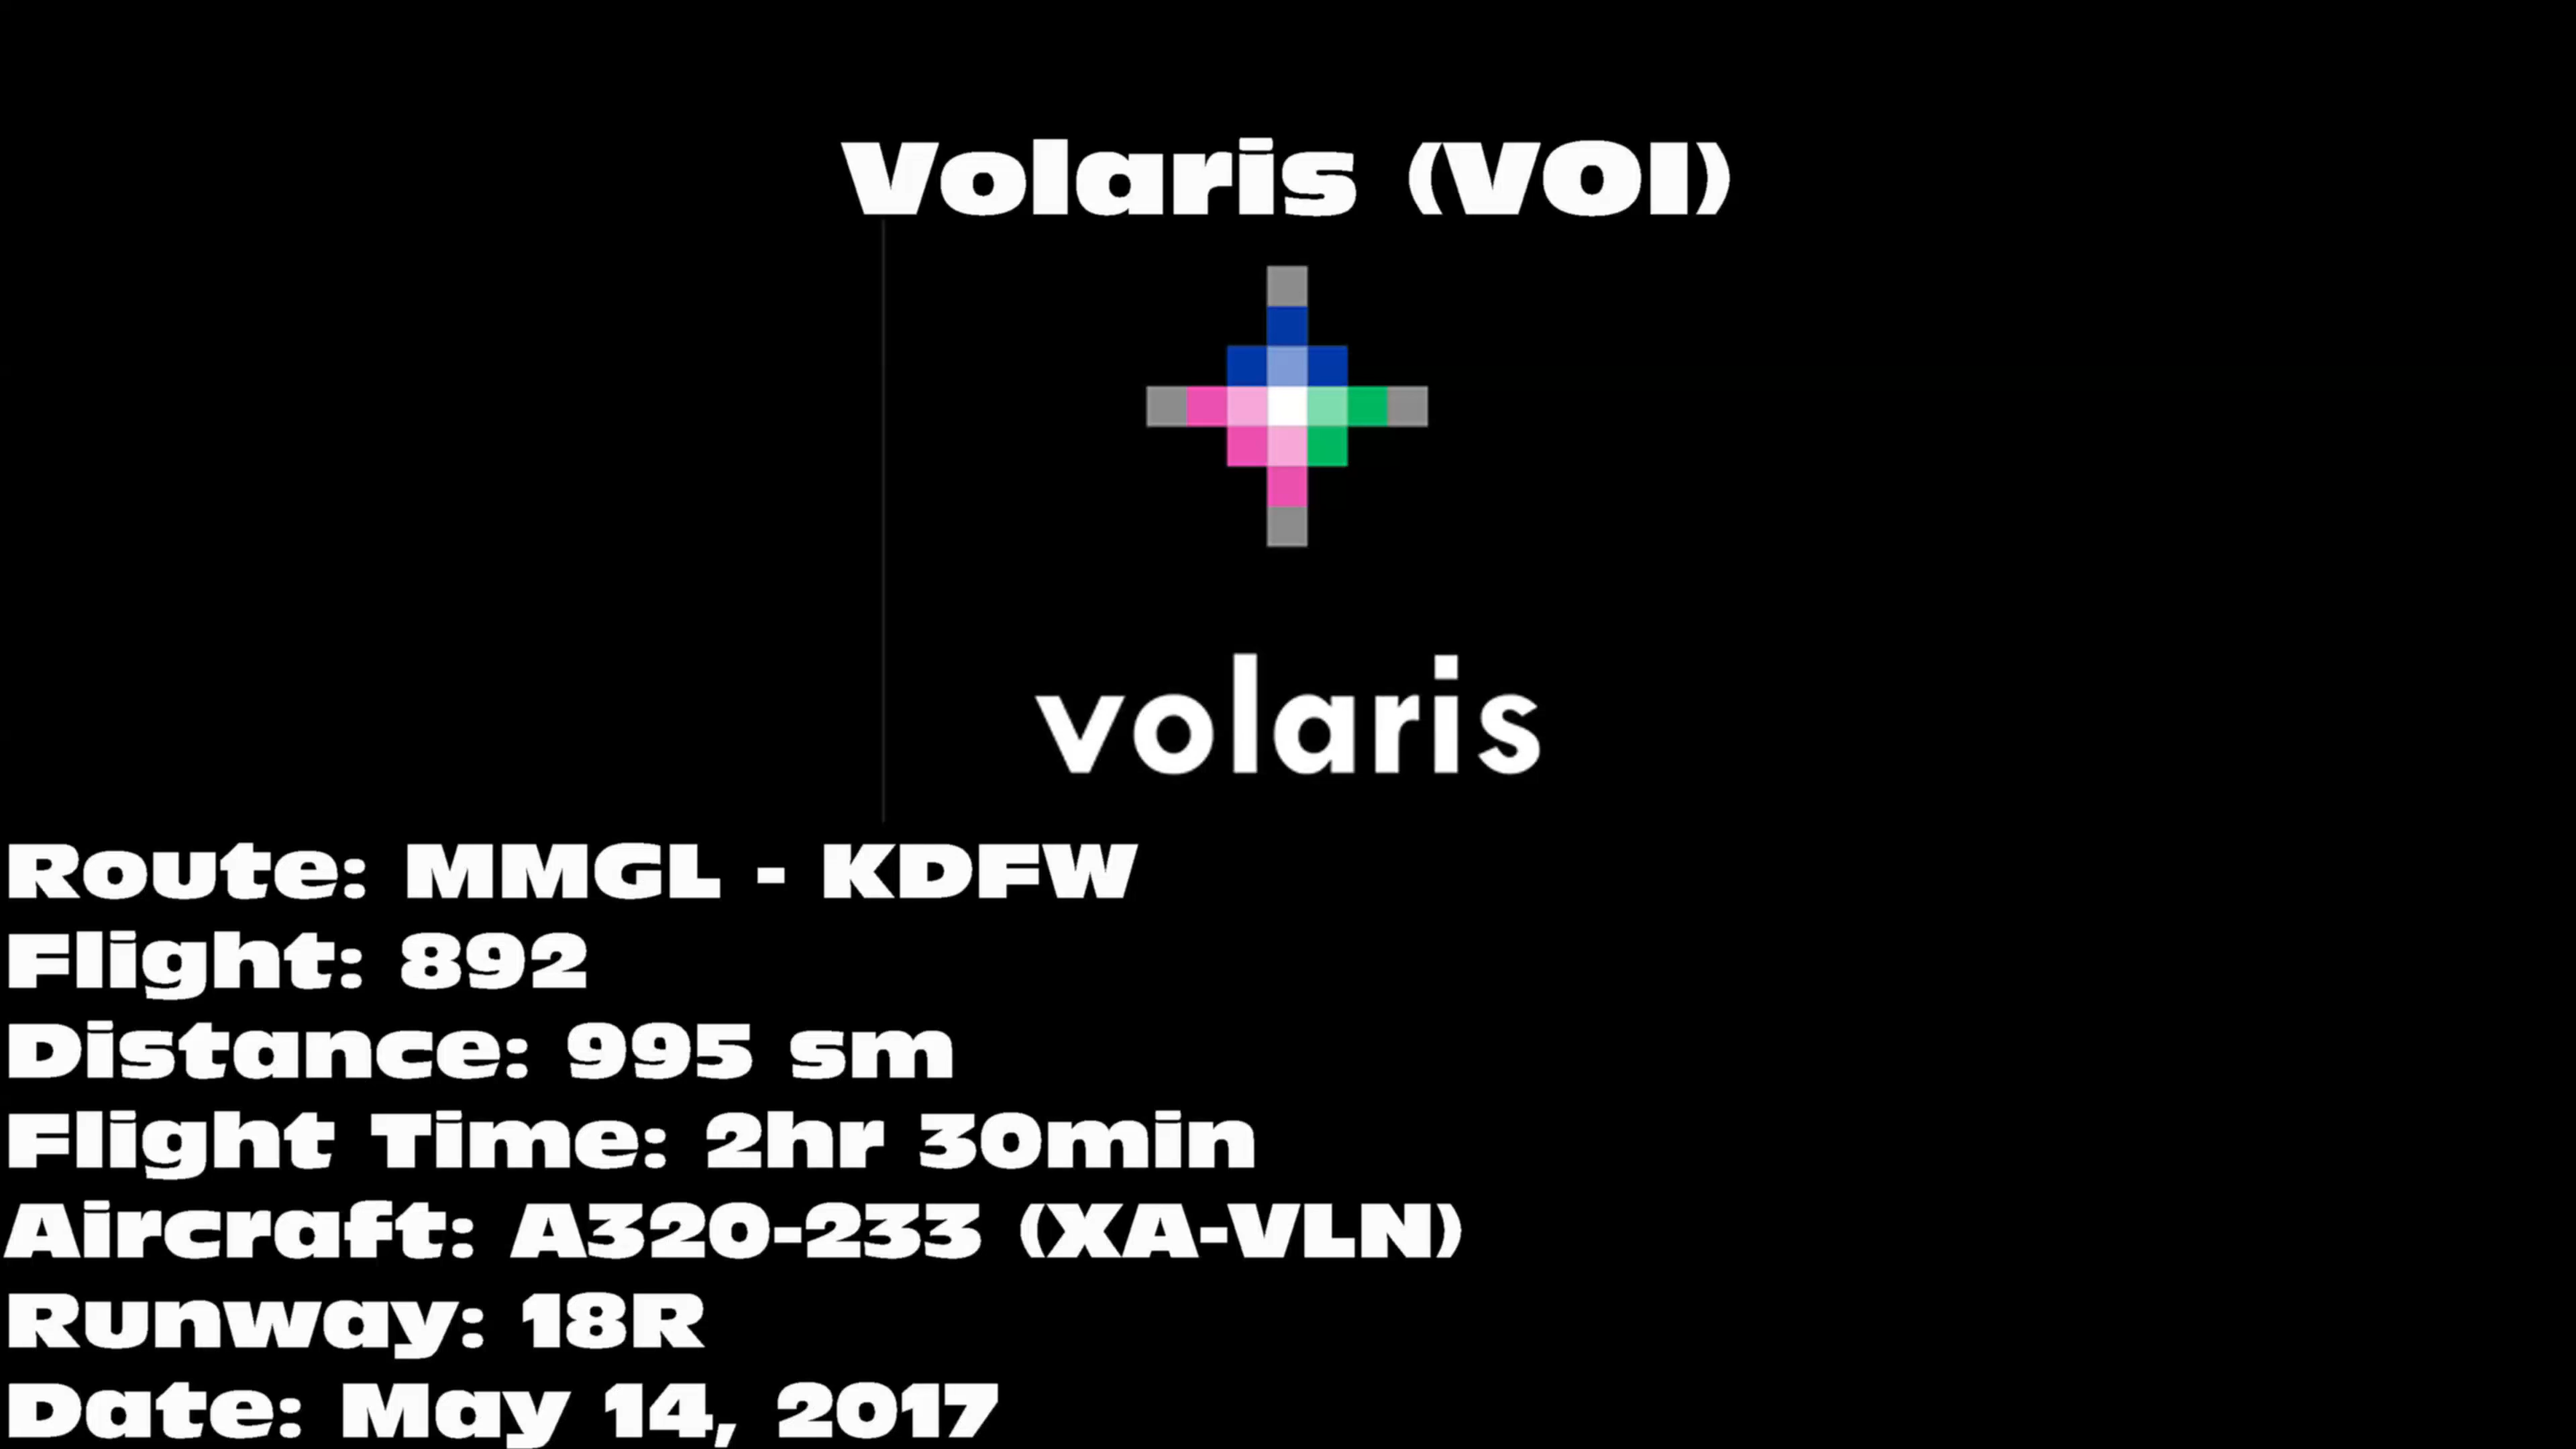 Volaris (VOI)
volaris
Route: MMGL - KDFW
Flight: 892
Distance: 995 sm
Flight Time: 2hr 30min
Aircraft: A320-233 (XA-VLN)
Runway: 18R
Date: May 14, 2017